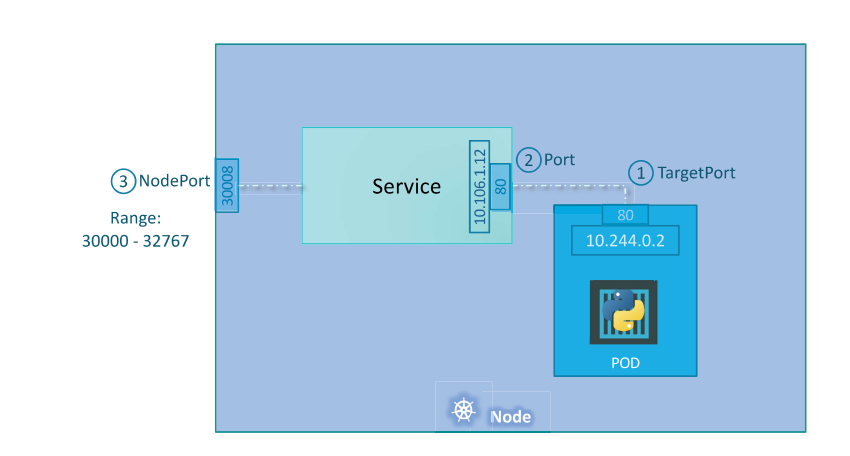 3 NodePort
Range:
30000 - 32767
30008
Service
10.106.1.12
80
2 Port
1 TargetPort
80
10.244.0.2
POD
Node